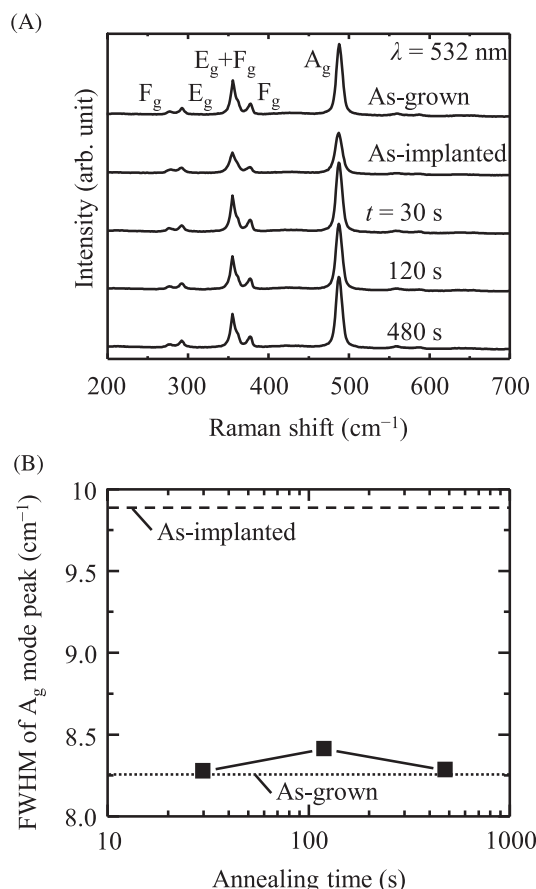 (A)
λ = 532 nm
E_g+F_g
A_g
F_g E_g F_g
As-grown
As-implanted
t = 30 s
120 s
480 s
Intensity (arb. unit)
200 300 400 500 600 700
Raman shift (cm⁻¹)
(B)
10
As-implanted
9.5
9.0
8.5
As-grown
8.0
FWHM of A_g mode peak (cm⁻¹)
10 100 1000
Annealing time (s)